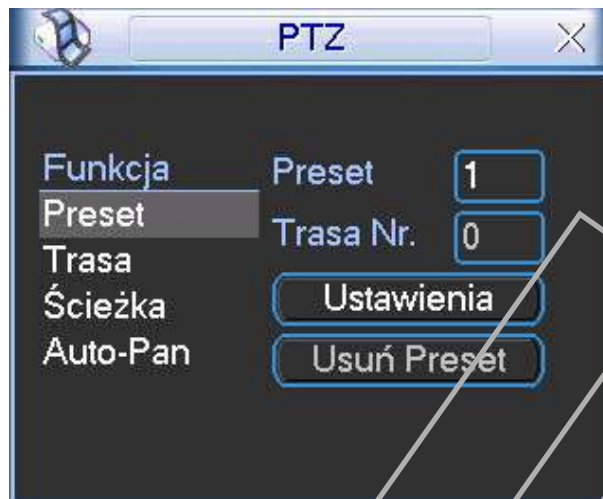 PTZ
Funkcja
Preset
Trasa
Ścieżka
Auto-Pan
Preset 1
Trasa Nr. 0
Ustawienia
Usuń Preset